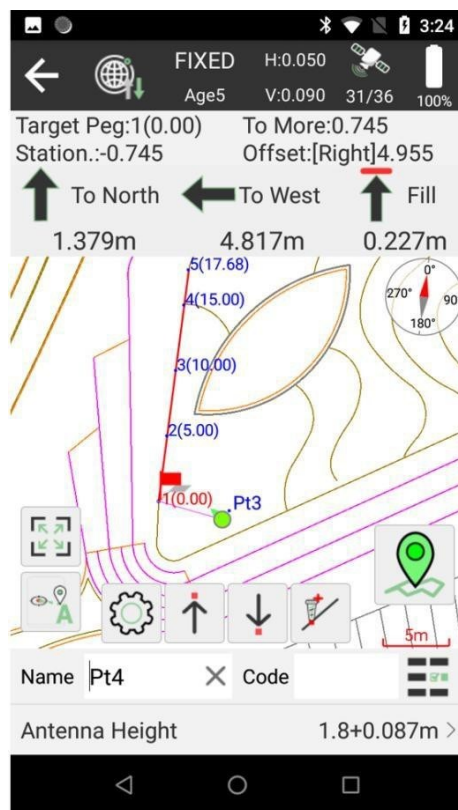 3:24
FIXED H:0.050
Age5 V:0.090 31/36 100%
Target Peg:1(0.00) To More:0.745
Station.:-0.745 Offset:[Right]4.955
To North To West Fill
1.379m 4.817m 0.227m
5(17.68)
0°
4(15.00)
270° 90
180°
3(10.00)
2(5.00)
1(0.00)
Pt3
A
5m
Name Pt4 Code
Antenna Height 1.8+0.087m >